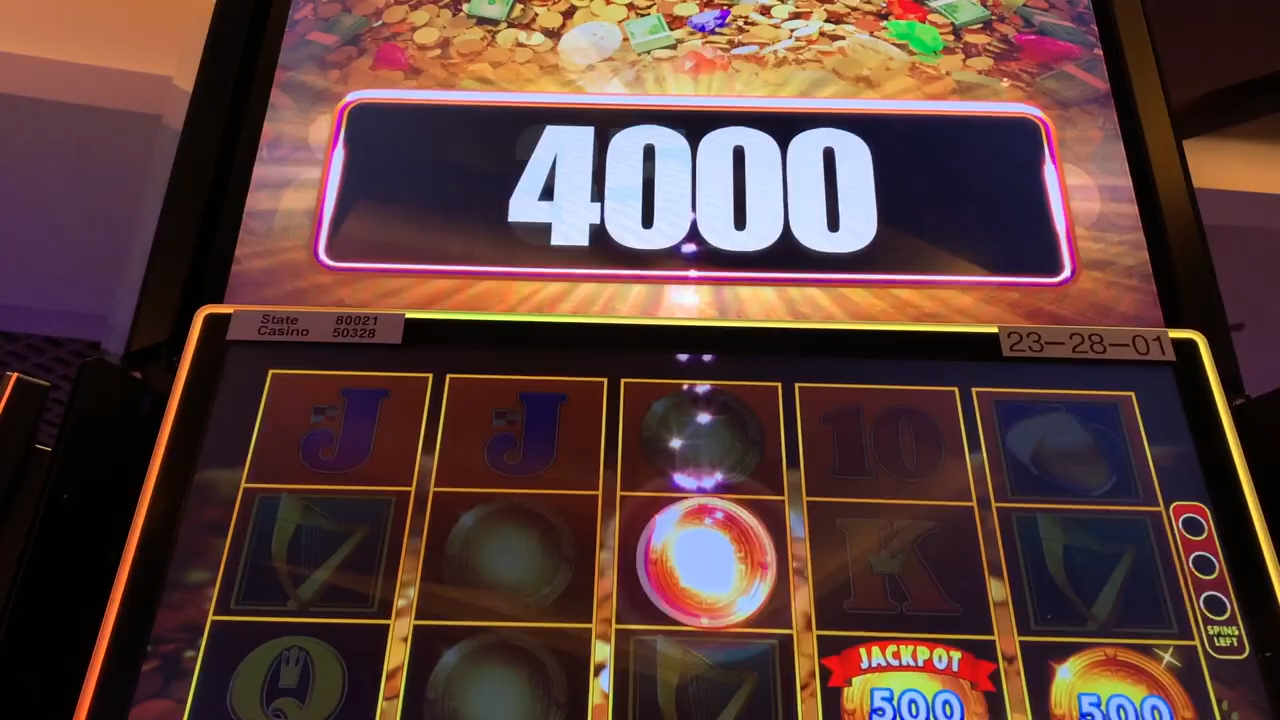 4000
State 80021
Casino 50328
23-28-01
J J 10
K
SPINS
LEFT
Q
JACKPOT
500 500